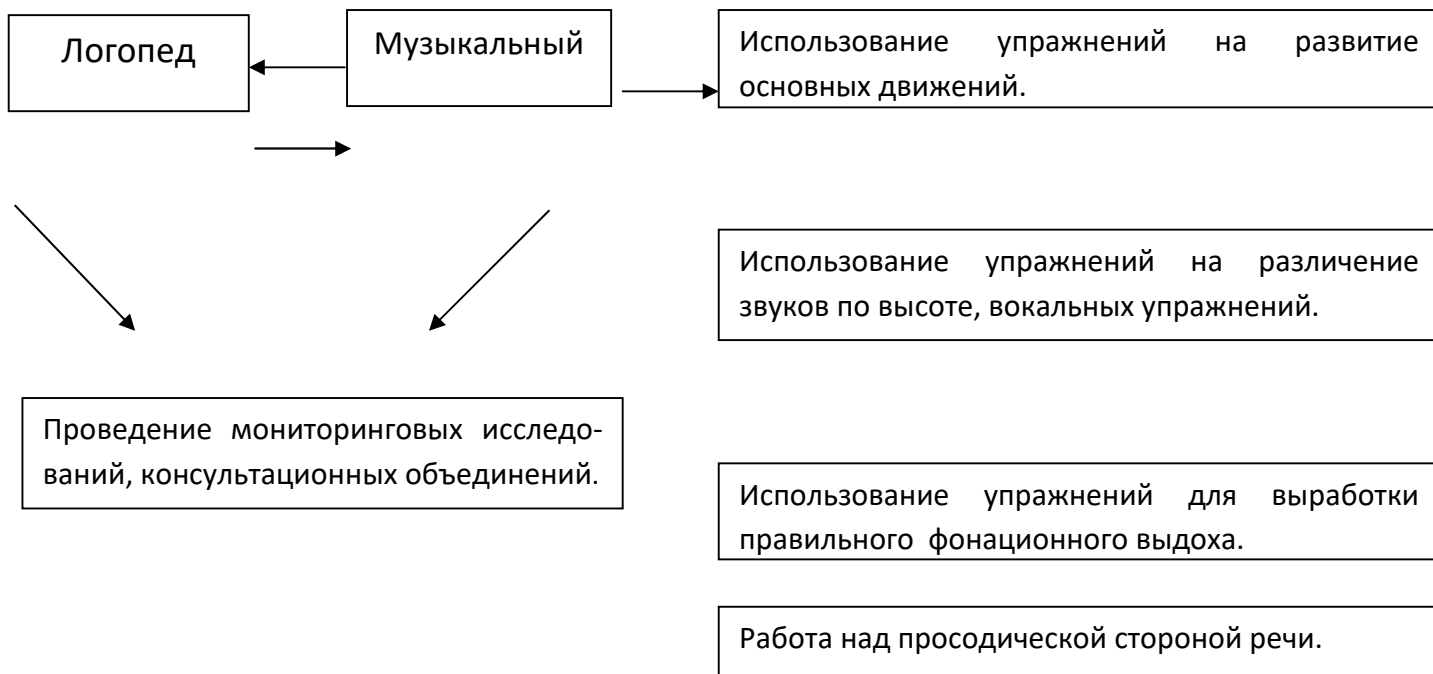 Логопед
Музыкальный
Использование упражнений на развитие
основных движений.
Использование упражнений на различение
звуков по высоте, вокальных упражнений.
Проведение мониторинговых исследо-
ваний, консультационных объединений.
Использование упражнений для выработки
правильного фонационного выдоха.
Работа над просодической стороной речи.